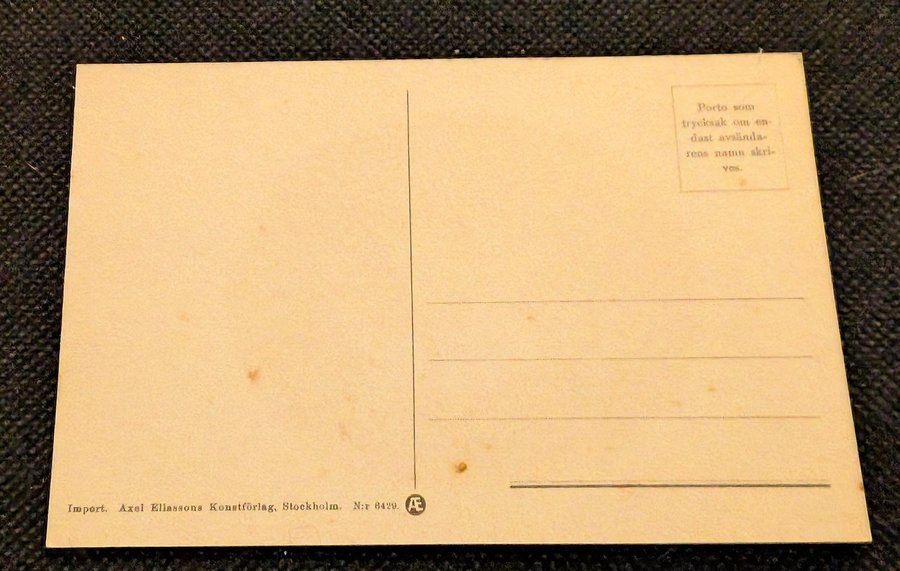 Porto som
trycksak om en-
dast avsända-
rens namn skri-
ves.
Import. Axel Eliassons Konstförlag, Stockholm. N:r 6429. Æ